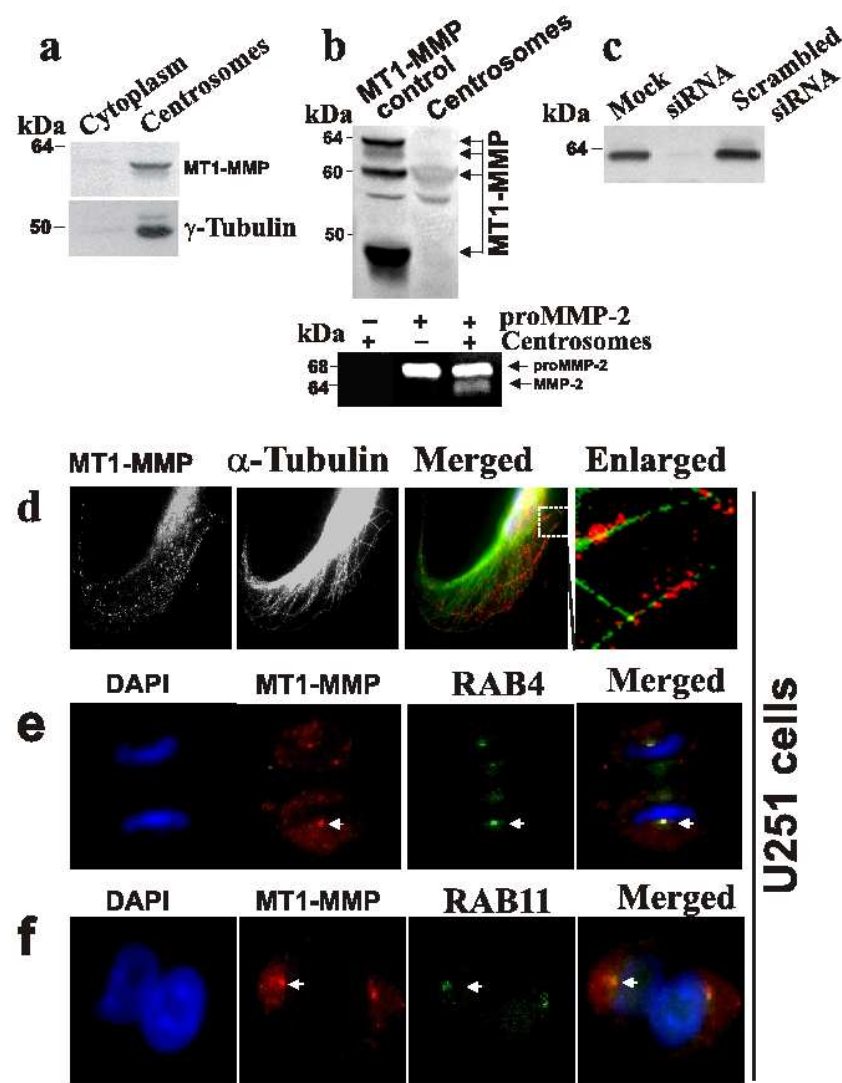 a
Cytoplasm
Centrosomes
kDa
64
MT1-MMP
50
γ-Tubulin
b
MT1-MMP
control
Centrosomes
kDa
64
60
50
MT1-MMP
– + + proMMP-2
kDa
+ – + Centrosomes
68
proMMP-2
64
MMP-2
c
Mock
siRNA
Scrambled
siRNA
kDa
64
d
MT1-MMP α-Tubulin Merged Enlarged
e
DAPI MT1-MMP RAB4 Merged
f
DAPI MT1-MMP RAB11 Merged
U251 cells